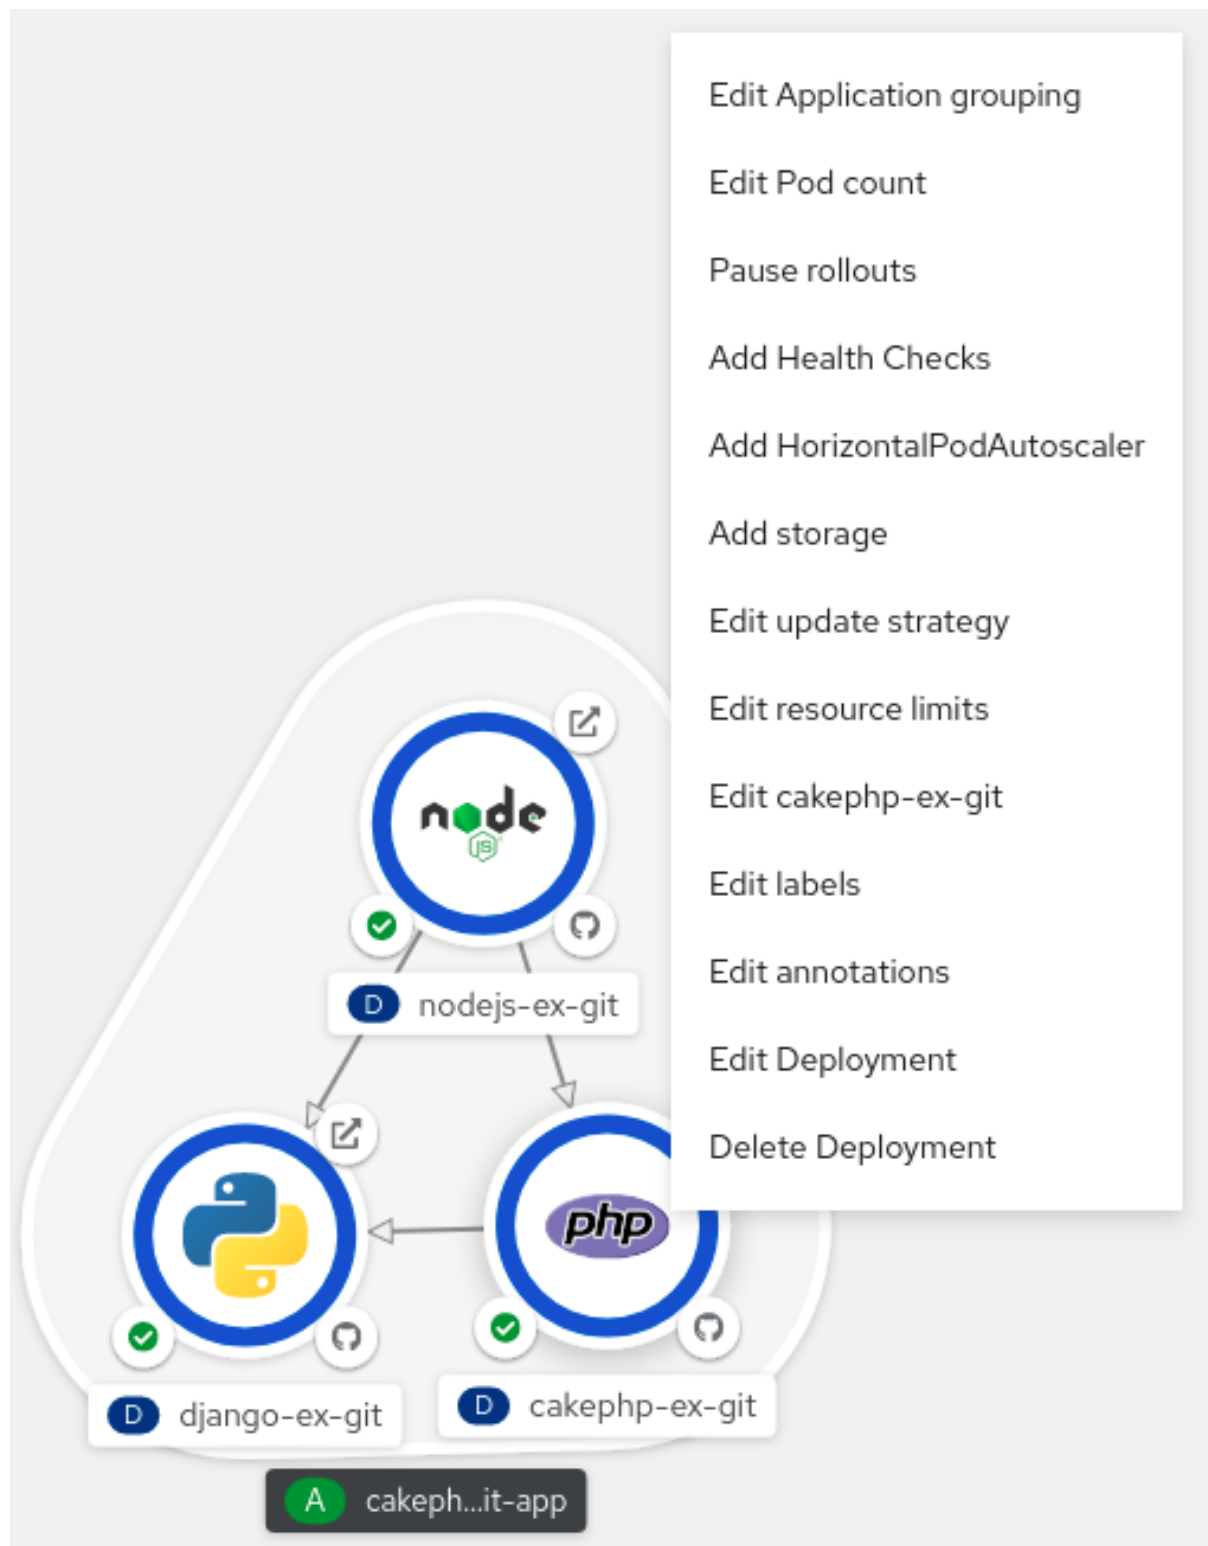 Edit Application grouping
Edit Pod count
Pause rollouts
Add Health Checks
Add HorizontalPodAutoscaler
Add storage
Edit update strategy
Edit resource limits
Edit cakephp-ex-git
Edit labels
Edit annotations
Edit Deployment
Delete Deployment
node
JS
D nodejs-ex-git
php
D django-ex-git
D cakephp-ex-git
A cakeph...it-app